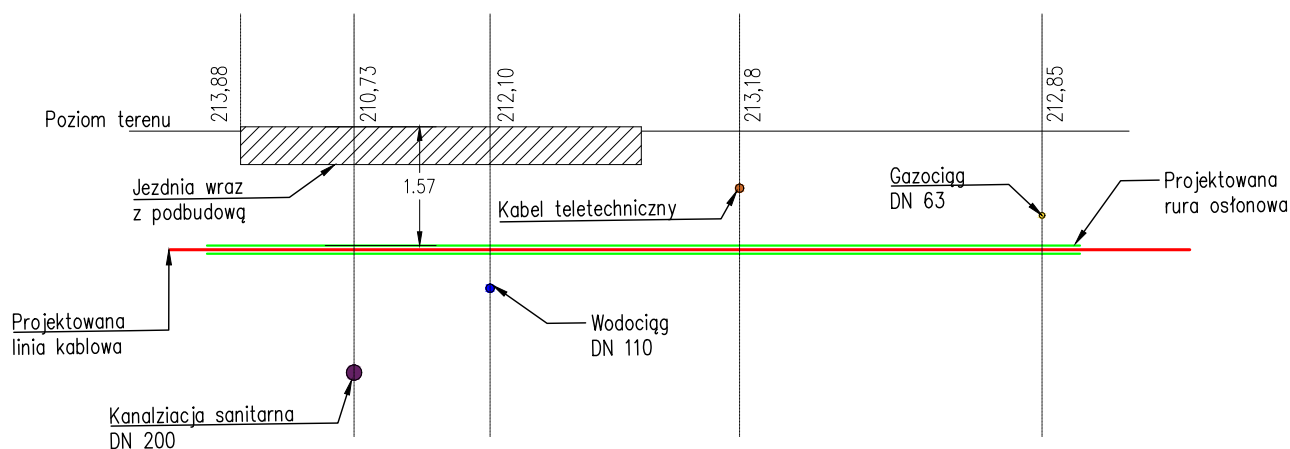 213,88
210,73
212,10
213,18
212,85
Poziom terenu
Jezdnia wraz
z podbudową
1.57
Kabel teletechniczny
Gazociąg
DN 63
Projektowana
rura osłonowa
Projektowana
linia kablowa
Wodociąg
DN 110
Kanalziacja sanitarna
DN 200